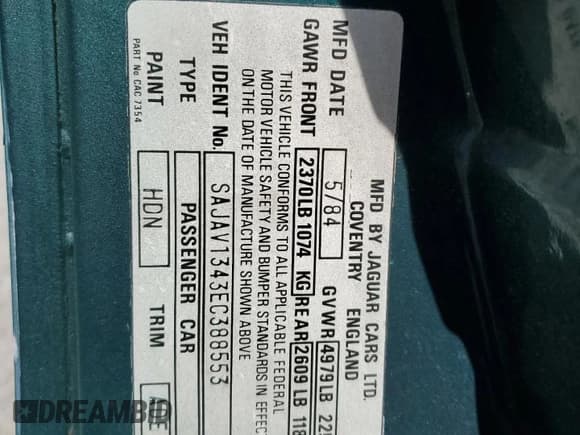 MFD BY JAGUAR CARS LTD.
COVENTRY ENGLAND
MFD DATE 5/84 GVWR 4979LB
GAWR FRONT 2370LB 1074 KG REAR 2609 LB
THIS VEHICLE CONFORMS TO ALL APPLICABLE FEDERAL
MOTOR VEHICLE SAFETY AND BUMPER STANDARDS IN EFFECT
ON THE DATE OF MANUFACTURE SHOWN ABOVE
VEH IDENT No. SAJAV1343EC388553
TYPE PASSENGER CAR
PAINT HDN TRIM
PART No CAC 7354
DREAMBID